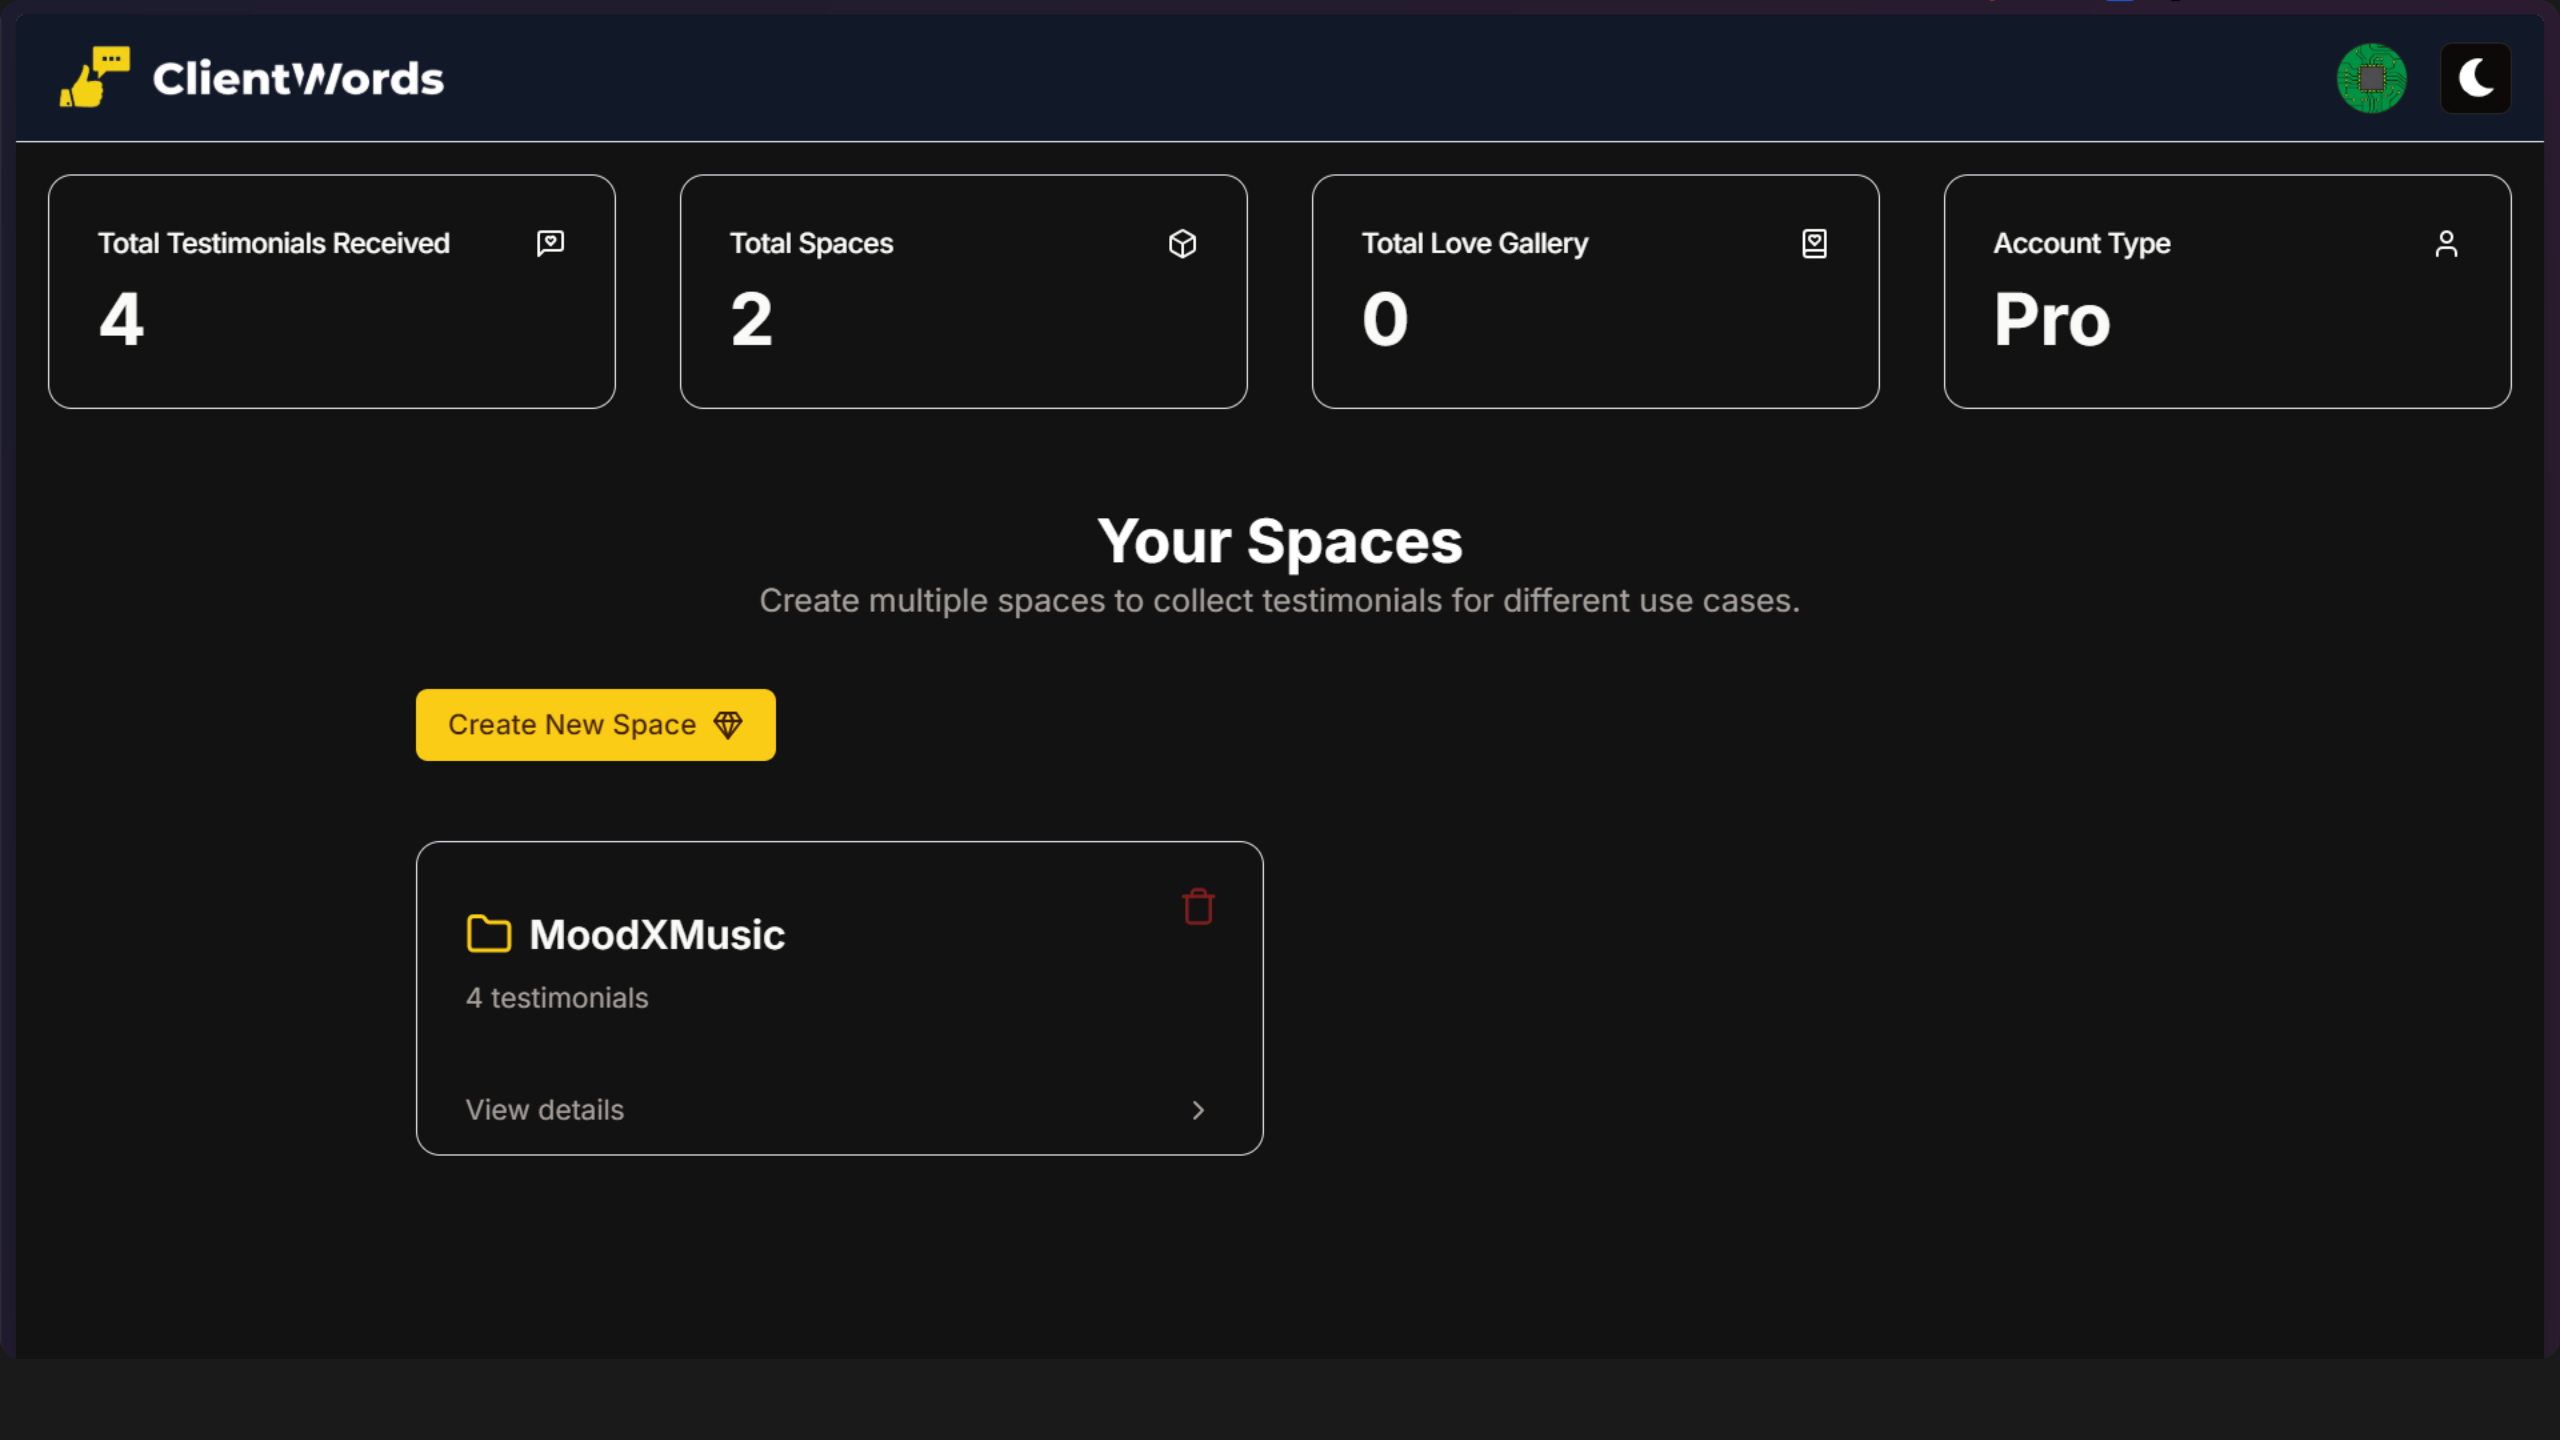 ClientWords
Total Testimonials Received
4
Total Spaces
2
Total Love Gallery
0
Account Type
Pro
Your Spaces
Create multiple spaces to collect testimonials for different use cases.
Create New Space
MoodXMusic
4 testimonials
View details